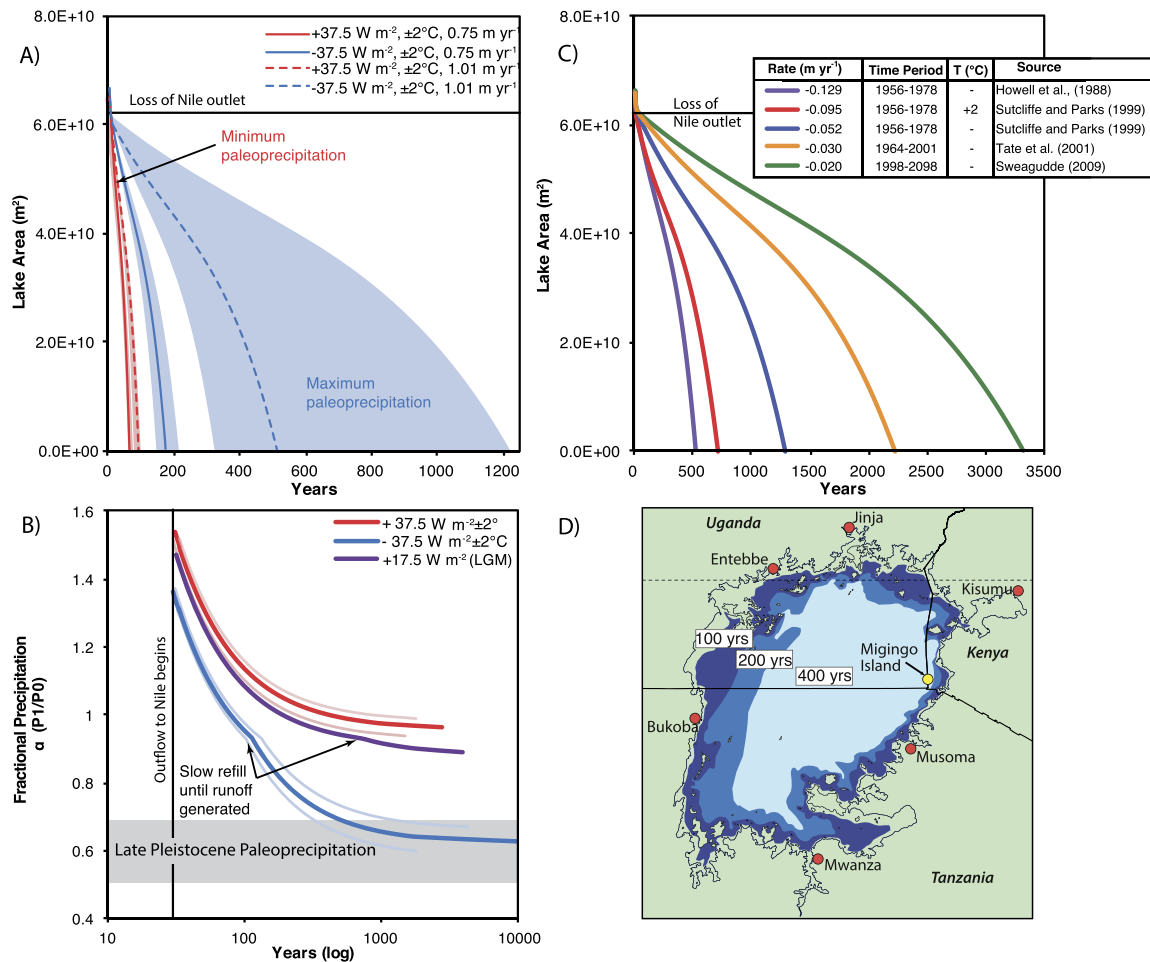 A)
8.0E+10
6.0E+10
4.0E+10
2.0E+10
0.0E+00
Lake Area (m²)
+37.5 W m⁻², ±2°C, 0.75 m yr⁻¹
-37.5 W m⁻², ±2°C, 0.75 m yr⁻¹
+37.5 W m⁻², ±2°C, 1.01 m yr⁻¹
-37.5 W m⁻², ±2°C, 1.01 m yr⁻¹
Loss of Nile outlet
Minimum
paleoprecipitation
Maximum
paleoprecipitation
0 200 400 600 800 1000 1200
Years
C)
8.0E+10
6.0E+10
4.0E+10
2.0E+10
0.0E+00
Lake Area (m²)
Loss of
Nile outlet
Rate (m yr⁻¹) Time Period T (°C) Source
-0.129 1956-1978 - Howell et al., (1988)
-0.095 1956-1978 +2 Sutcliffe and Parks (1999)
-0.052 1956-1978 - Sutcliffe and Parks (1999)
-0.030 1964-2001 - Tate et al. (2001)
-0.020 1998-2098 - Sweagudde (2009)
0 500 1000 1500 2000 2500 3000 3500
Years
B)
1.6
1.4
1.2
1
0.8
0.6
0.4
Fractional Precipitation
α (P1/P0)
+ 37.5 W m⁻²±2°
- 37.5 W m⁻²±2°C
+17.5 W m⁻² (LGM)
Outflow to Nile begins
Slow refill
until runoff
generated
Late Pleistocene Paleoprecipitation
10 100 1000 10000
Years (log)
D)
Uganda
Jinja
Entebbe
Kisumu
100 yrs
200 yrs
400 yrs
Migingo
Island
Kenya
Bukoba
Musoma
Mwanza
Tanzania